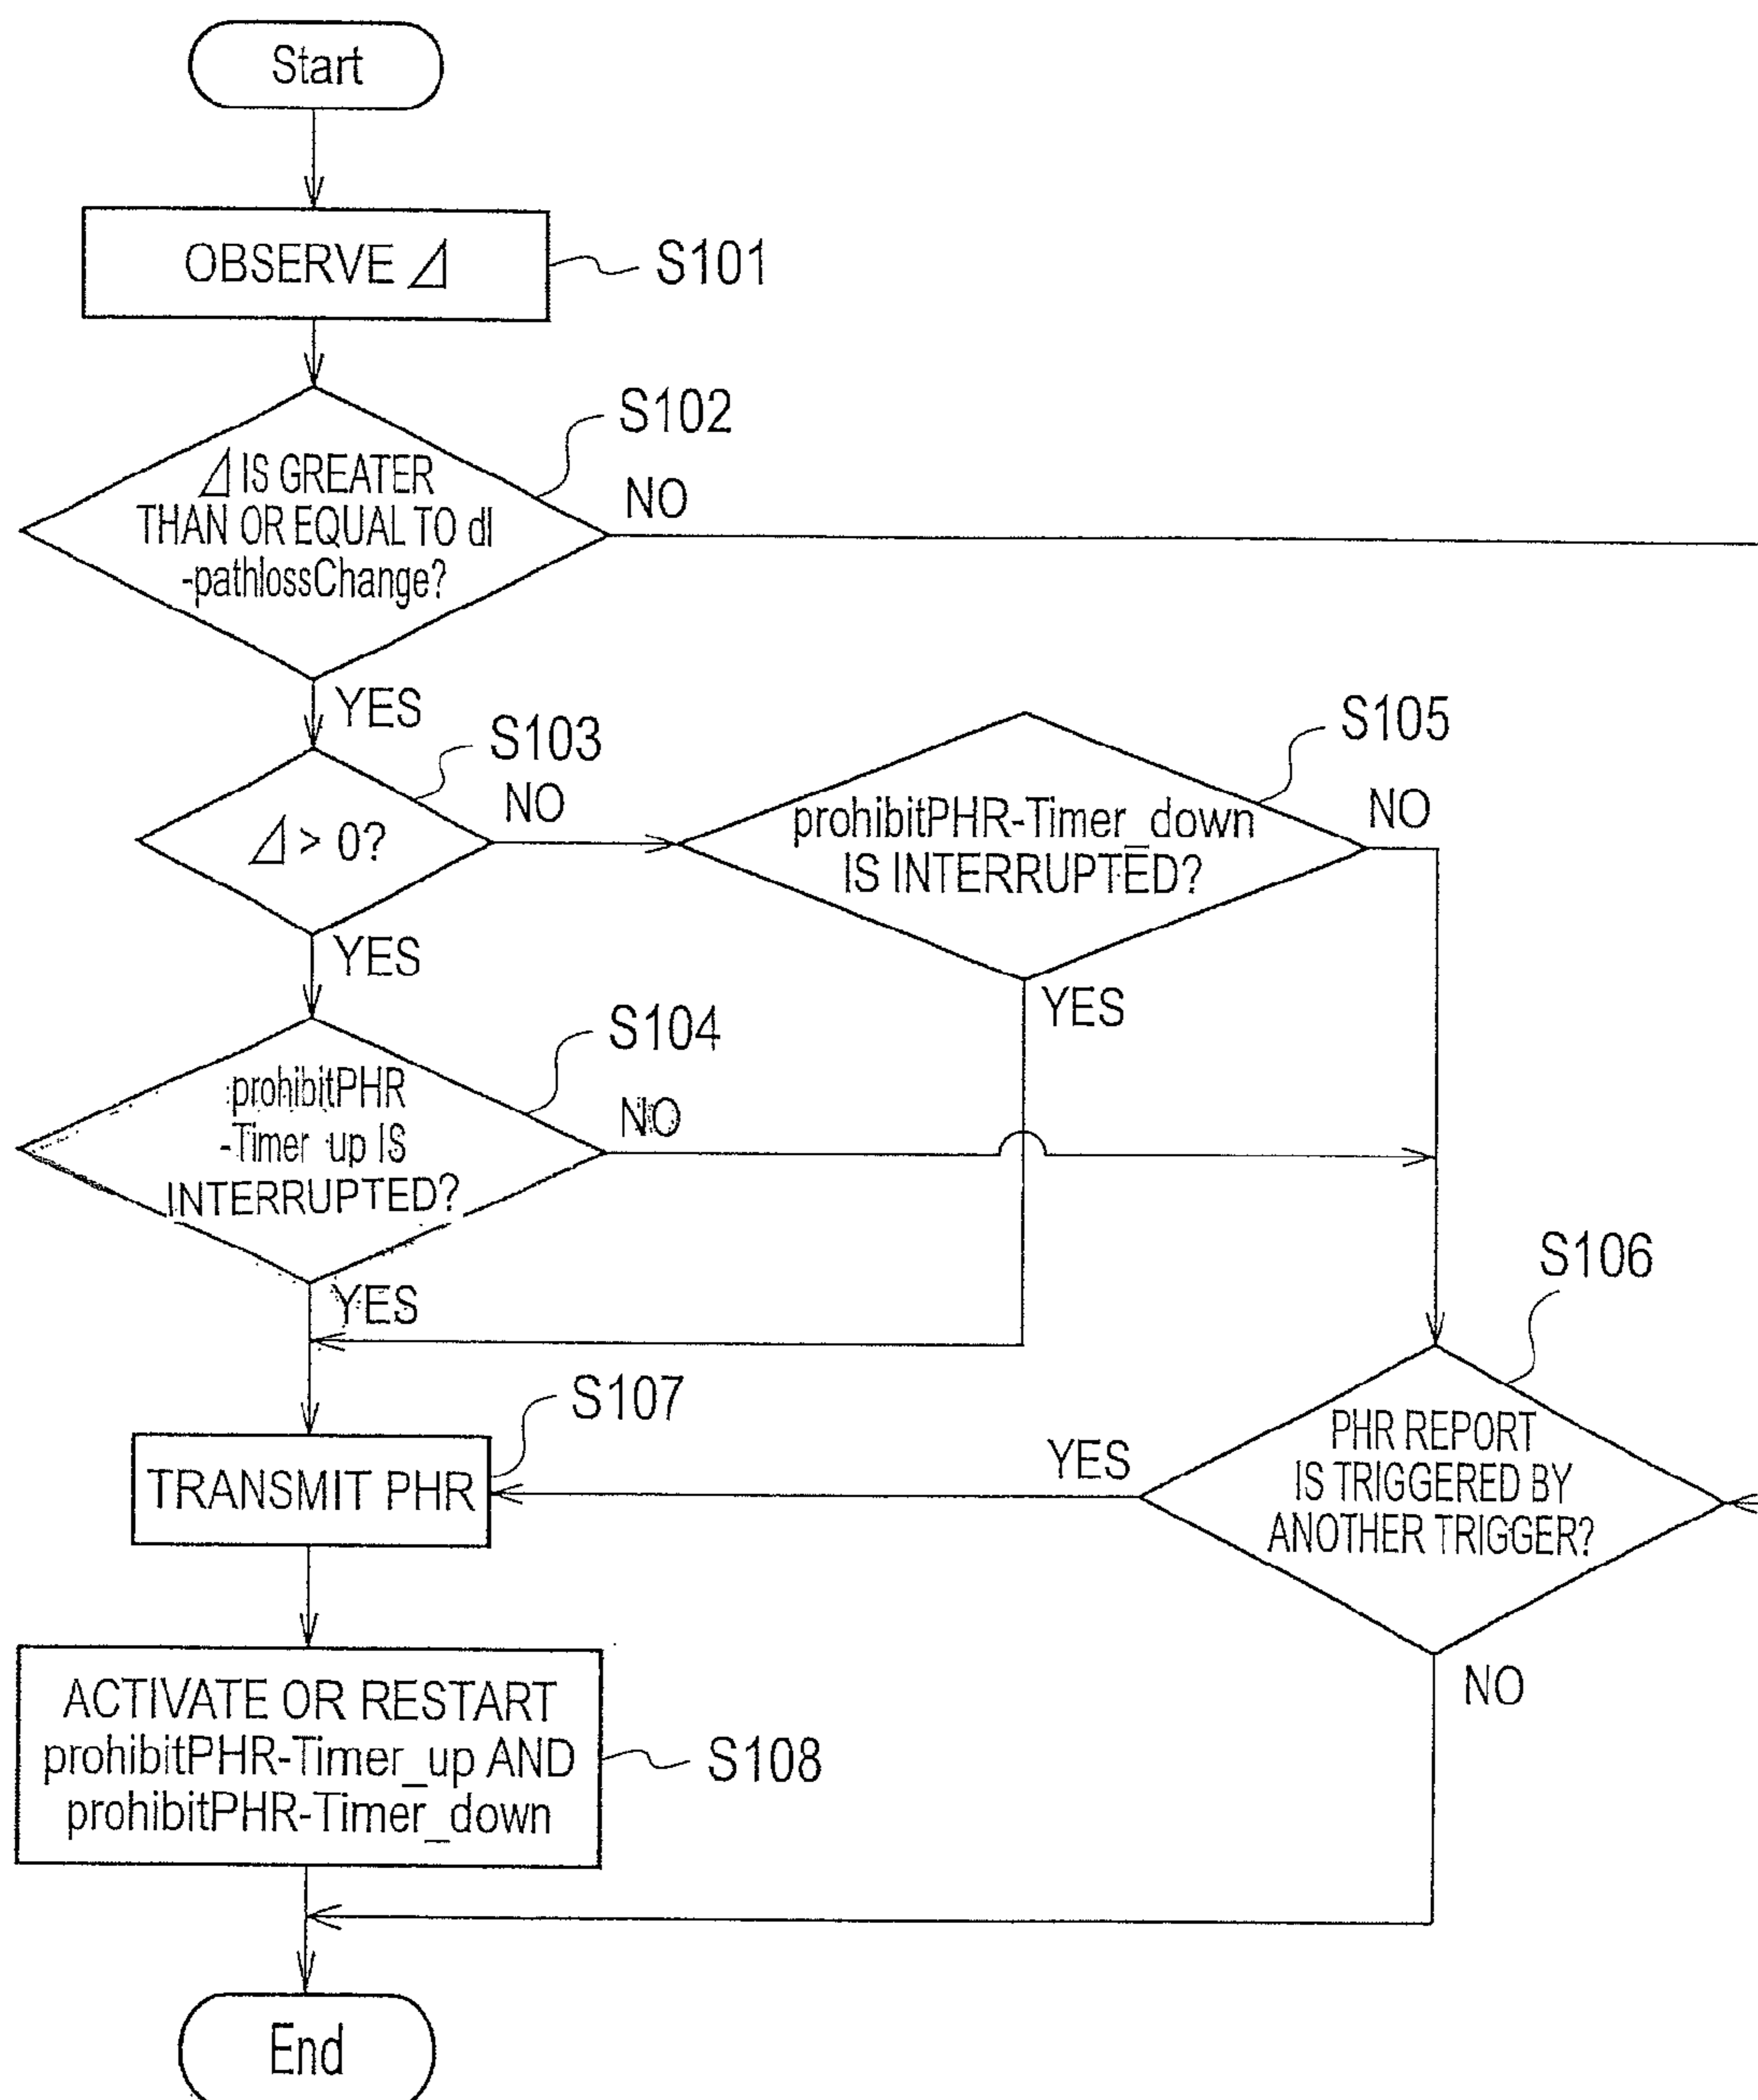 Start
OBSERVE ⊿
S101
S102
⊿ IS GREATER
THAN OR EQUAL TO dl
-pathlossChange?
NO
YES
S103
⊿ > 0?
NO
YES
S105
prohibitPHR-Timer_down
IS INTERRUPTED?
NO
YES
S104
prohibitPHR
-Timer up IS
INTERRUPTED?
NO
YES
S106
PHR REPORT
IS TRIGGERED BY
ANOTHER TRIGGER?
YES
NO
S107
TRANSMIT PHR
ACTIVATE OR RESTART
prohibitPHR-Timer_up AND
prohibitPHR-Timer_down
S108
End